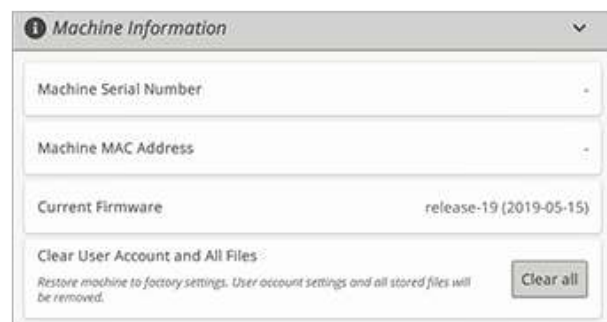 Machine Information
Machine Serial Number -
Machine MAC Address -
Current Firmware release-19 (2019-05-15)
Clear User Account and All Files
Restore machine to factory settings. User account settings and all stored files will
be removed.
Clear all